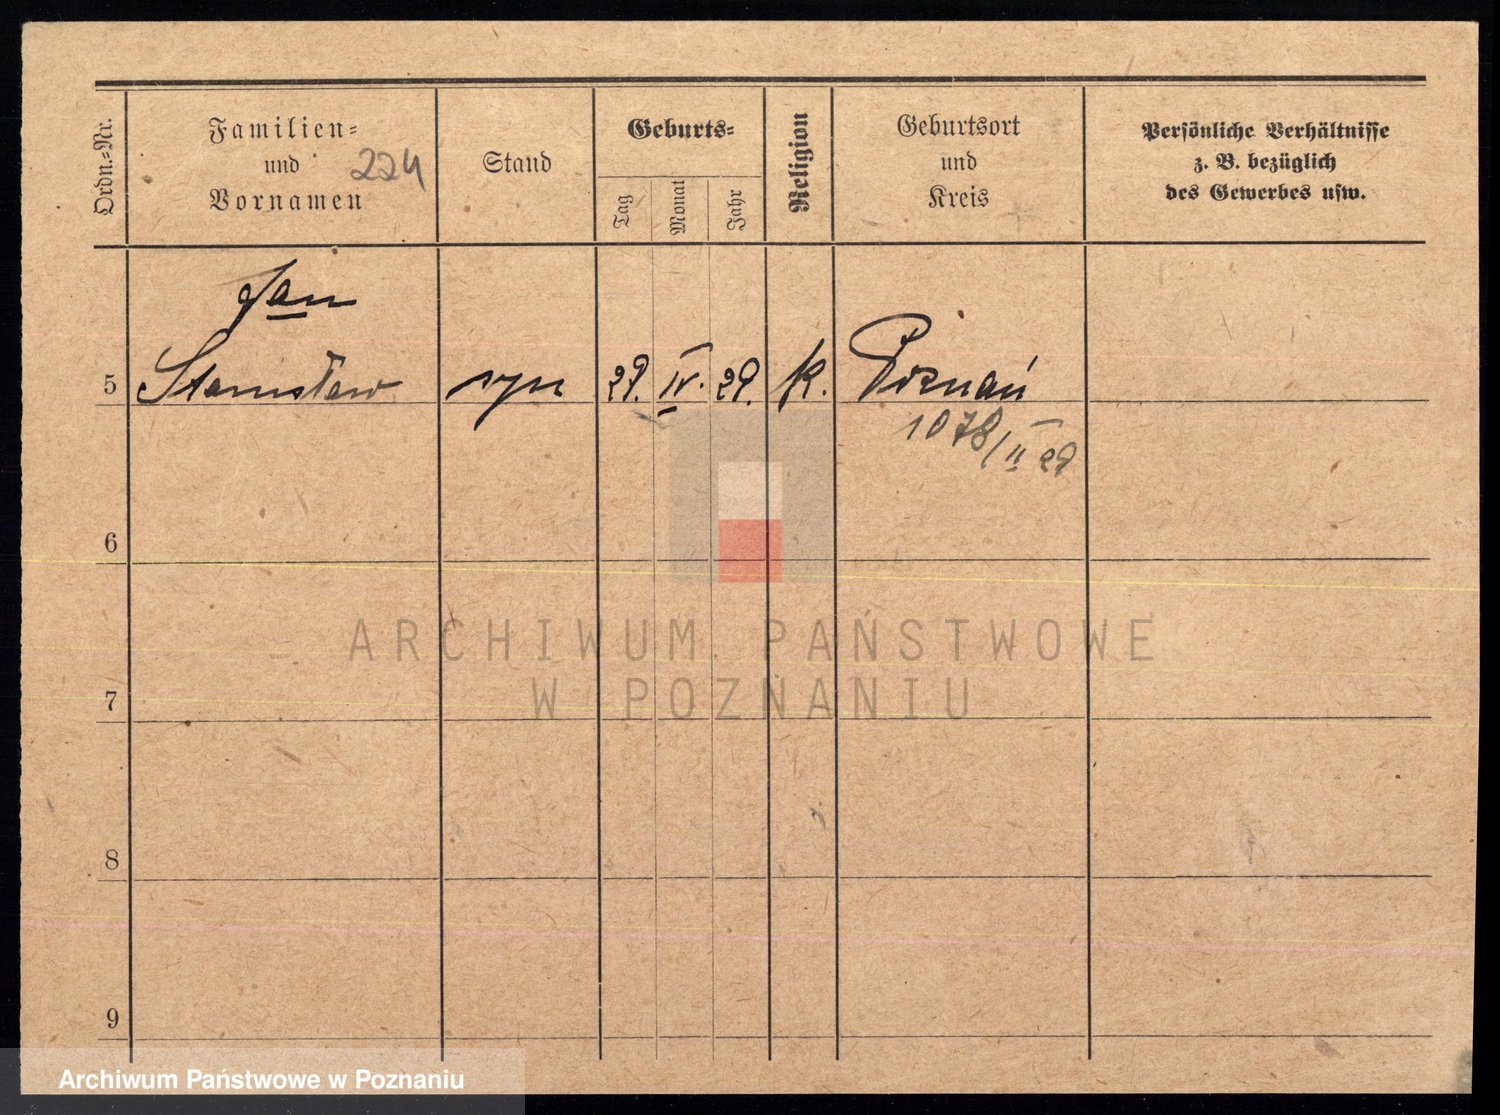 Ordn.-Nr.
Familien-
und
Vornamen
224
Stand
Geburts-
Tag
Monat
Jahr
Religion
Geburtsort
und
Kreis
Persönliche Verhältnisse
z. B. bezüglich
des Gewerbes usw.
Jan
5 Stanisław syn 29. IV. 29. k. Poznań
1078/II 29
6
7
8
9
ARCHIWUM PAŃSTWOWE
W POZNANIU
Archiwum Państwowe w Poznaniu